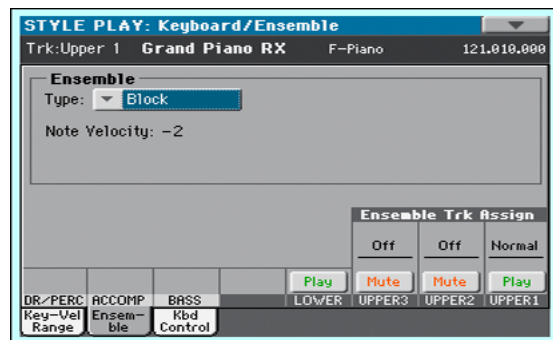 STYLE PLAY: Keyboard/Ensemble
Trk:Upper 1 Grand Piano RX F-Piano 121.010.000
Ensemble
Type: Block
Note Velocity: -2
Ensemble Trk Assign
Off Off Normal
Play Mute Mute Play
DR/PERC ACCOMP BASS LOWER UPPER3 UPPER2 UPPER1
Key-Vel Ensem- Kbd
Range ble Control